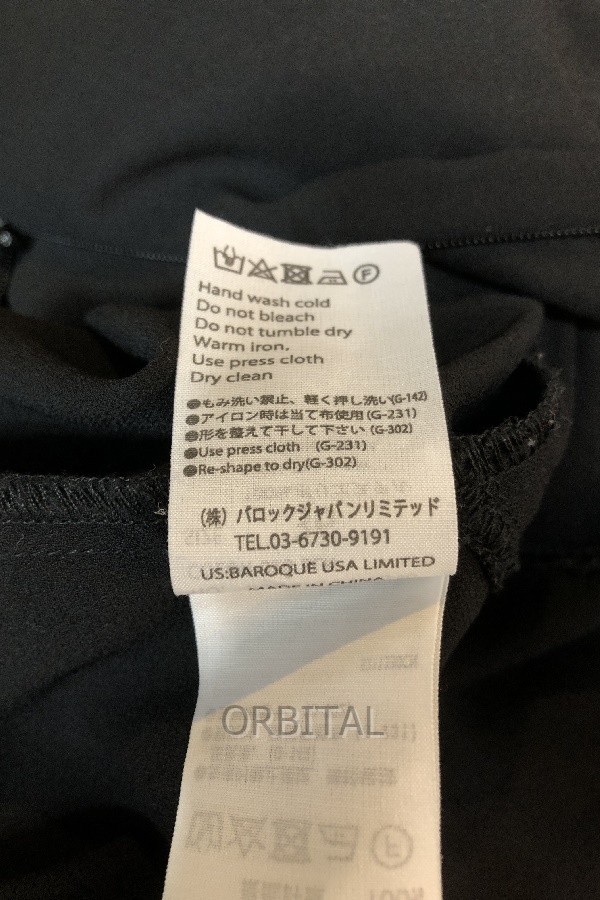 Hand wash cold
Do not bleach
Do not tumble dry
Warm iron.
Use press cloth
Dry clean
●もみ洗い禁止、軽く押し洗い(G-142)
●アイロン時は当て布使用(G-231)
●形を整えて干して下さい(G-302)
●Use press cloth (G-231)
●Re-shape to dry(G-302)
(株) バロックジャパンリミテッド
TEL.03-6730-9191
US:BAROQUE USA LIMITED
MADE IN CHINA
ORBITAL